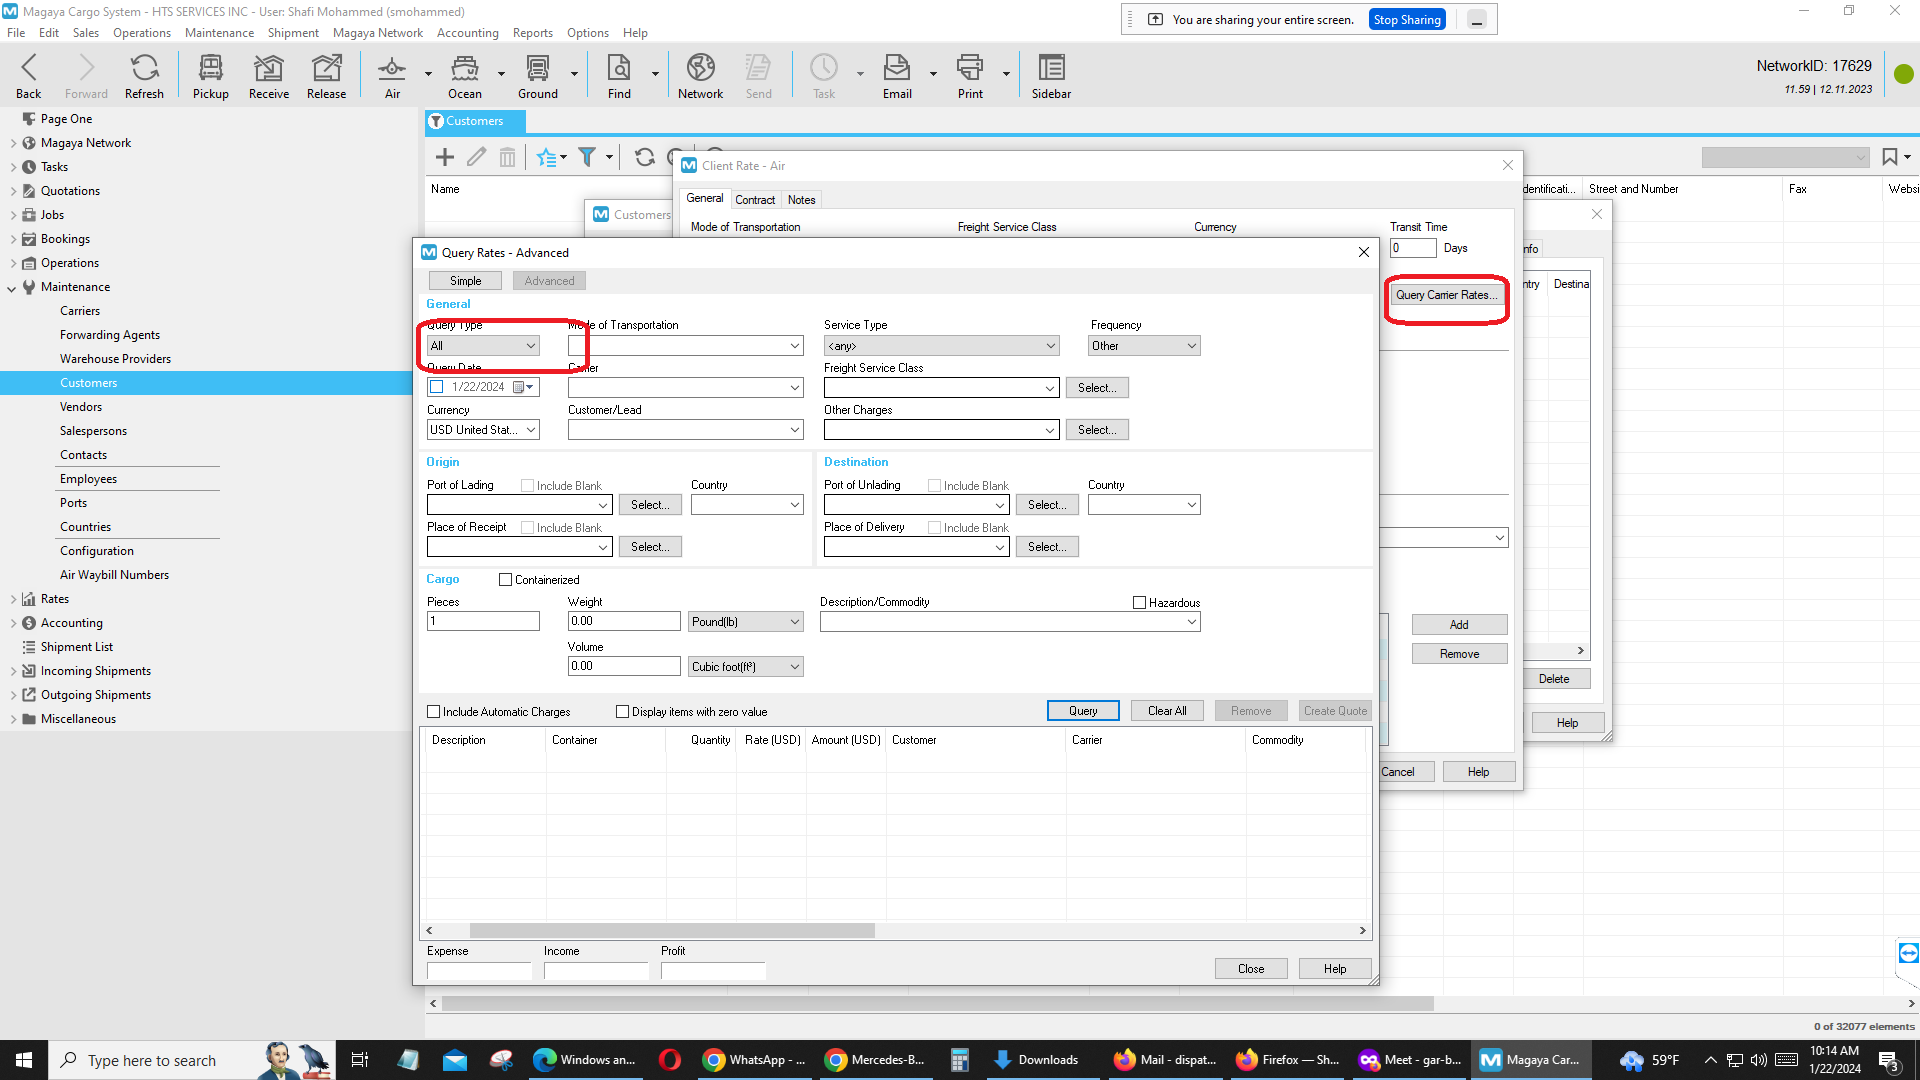 Magaya Cargo System - HTS SERVICES INC - User: Shafi Mohammed (smohammed)
You are sharing your entire screen. Stop Sharing
File Edit Sales Operations Maintenance Shipment Magaya Network Accounting Reports Options Help
Back Forward Refresh Pickup Receive Release Air Ocean Ground Find Network Send Task Email Print Sidebar
NetworkID: 17629
11.59 | 12.11.2023
Page One
Magaya Network
Tasks
Quotations
Jobs
Bookings
Operations
Maintenance
Carriers
Forwarding Agents
Warehouse Providers
Customers
Vendors
Salespersons
Contacts
Employees
Ports
Countries
Configuration
Air Waybill Numbers
Rates
Accounting
Shipment List
Incoming Shipments
Outgoing Shipments
Miscellaneous
Customers
Name
Street and Number Fax
Customers
Client Rate - Air
General Contract Notes
Mode of Transportation Freight Service Class Currency Transit Time
0 Days
Query Carrier Rates...
Destina
Add
Remove
Delete
Help
Cancel Help
Query Rates - Advanced
Simple Advanced
General
Query Type Mode of Transportation Service Type Frequency
All <any> Other
Query Date Carrier Freight Service Class
1/22/2024 Select...
Currency Customer/Lead Other Charges
USD United Stat... Select...
Origin Destination
Port of Lading Include Blank Country Port of Unlading Include Blank Country
Select... Select...
Place of Receipt Include Blank Place of Delivery Include Blank
Select... Select...
Cargo Containerized
Pieces Weight Description/Commodity Hazardous
1 0.00 Pound(lb)
Volume
0.00 Cubic foot(ft³)
Include Automatic Charges Display items with zero value Query Clear All Remove Create Quote
Description Container Quantity Rate (USD) Amount (USD) Customer Carrier Commodity
Expense Income Profit
Close Help
0 of 32077 elements
Type here to search
Windows an... WhatsApp - ... Mercedes-B... Downloads Mail - dispat... Firefox — Sh... Meet - gar-b... Magaya Car...
59°F
10:14 AM
1/22/2024
3